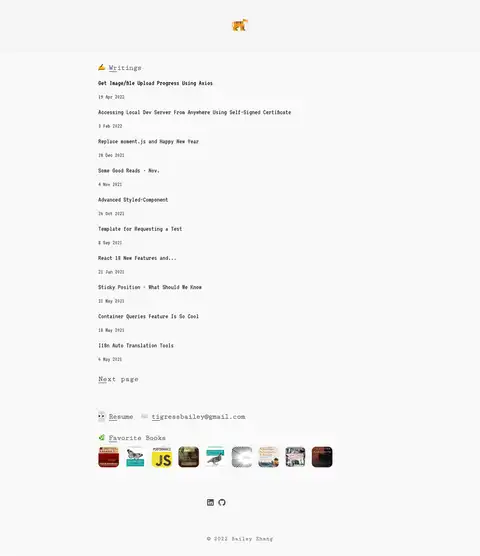 Writings
Get Image/File Upload Progress Using Axios
14 Apr 2022
Accessing Local Dev Server From Anywhere Using Self-Signed Certificate
3 Feb 2022
Replace moment.js and Happy New Year
Dec 2021
Some Good Reads - Nov.
4 Nov 2021
Advanced Styled-Component
Oct 2021
Template for Requesting a Test
8 Sep 2021
React 18 New Features and...
21 Jun 2021
Sticky Position - What Should We Know
May 2021
Container Queries Feature Is So Cool
18 May 2021
I18n Auto Translation Tools
4 May 2021
Next page
Resume tigressbailey@gmail.com
Favorite Books
JS
© 2022 Bailey Zhang